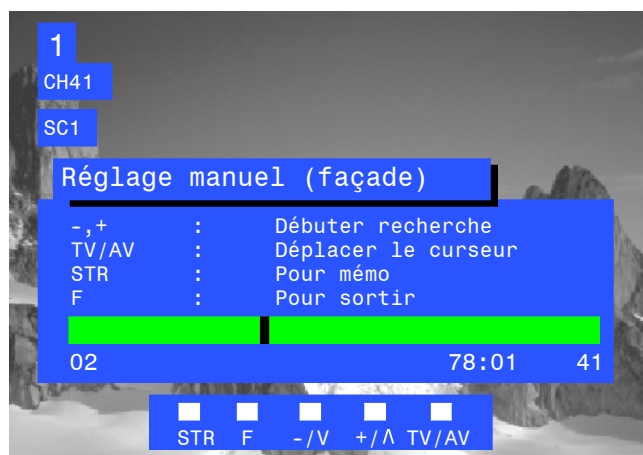 1
CH41
SC1
Réglage manuel (façade)
-,+ : Débuter recherche
TV/AV : Déplacer le curseur
STR : Pour mémo
F : Pour sortir
02 78:01 41
STR F -/V +/Λ TV/AV